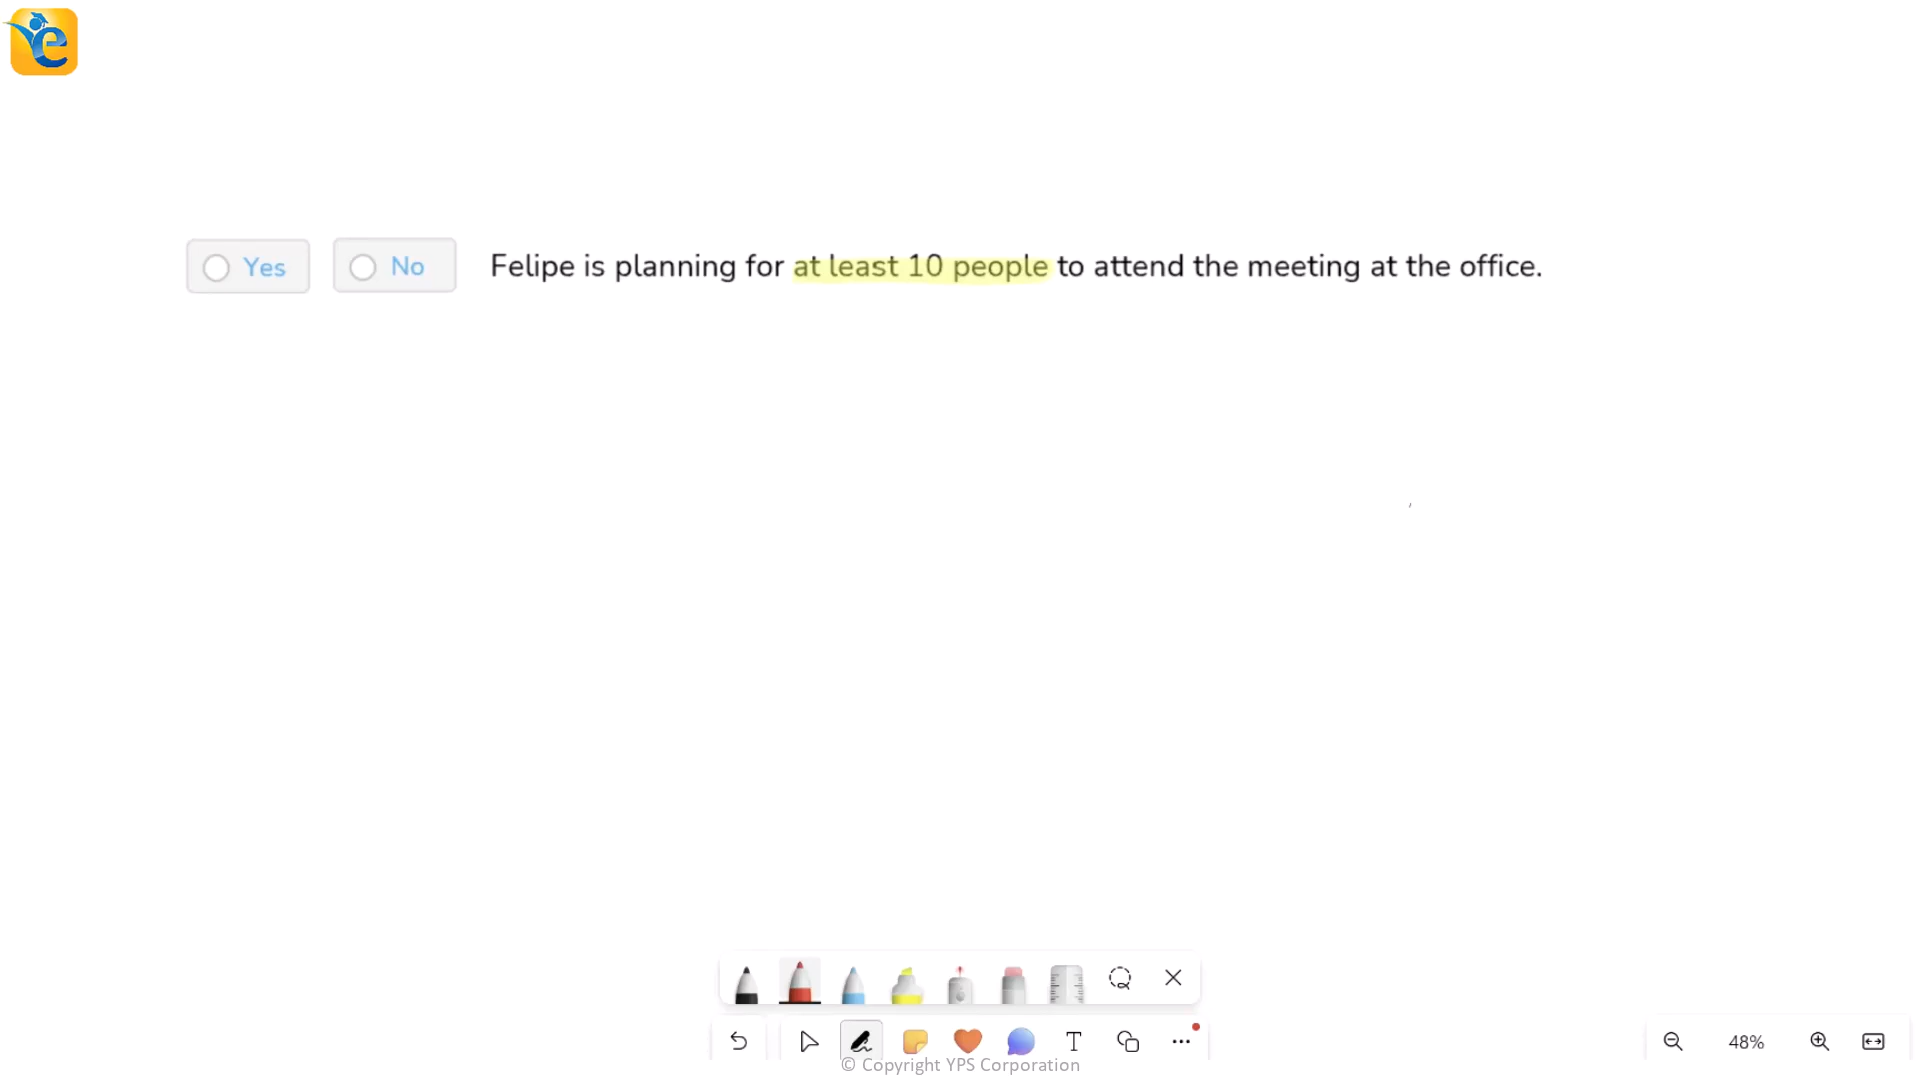 e
Yes No Felipe is planning for at least 10 people to attend the meeting at the office.
T
48%
© Copyright YPS Corporation